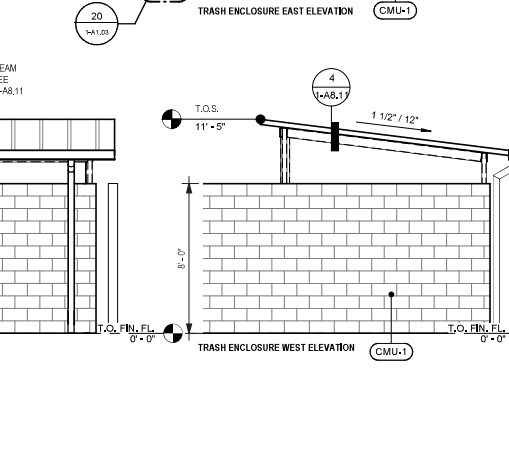 20
1-A1.03
TRASH ENCLOSURE EAST ELEVATION
CMU-1
EAM
EE
-A8.11
4
1-A8.11
T.O.S.
11' - 5"
1 1/2" / 12"
8' - 0"
T.O. FIN. FL.
0' - 0"
T.O. FIN. FL.
0' - 0"
TRASH ENCLOSURE WEST ELEVATION
CMU-1